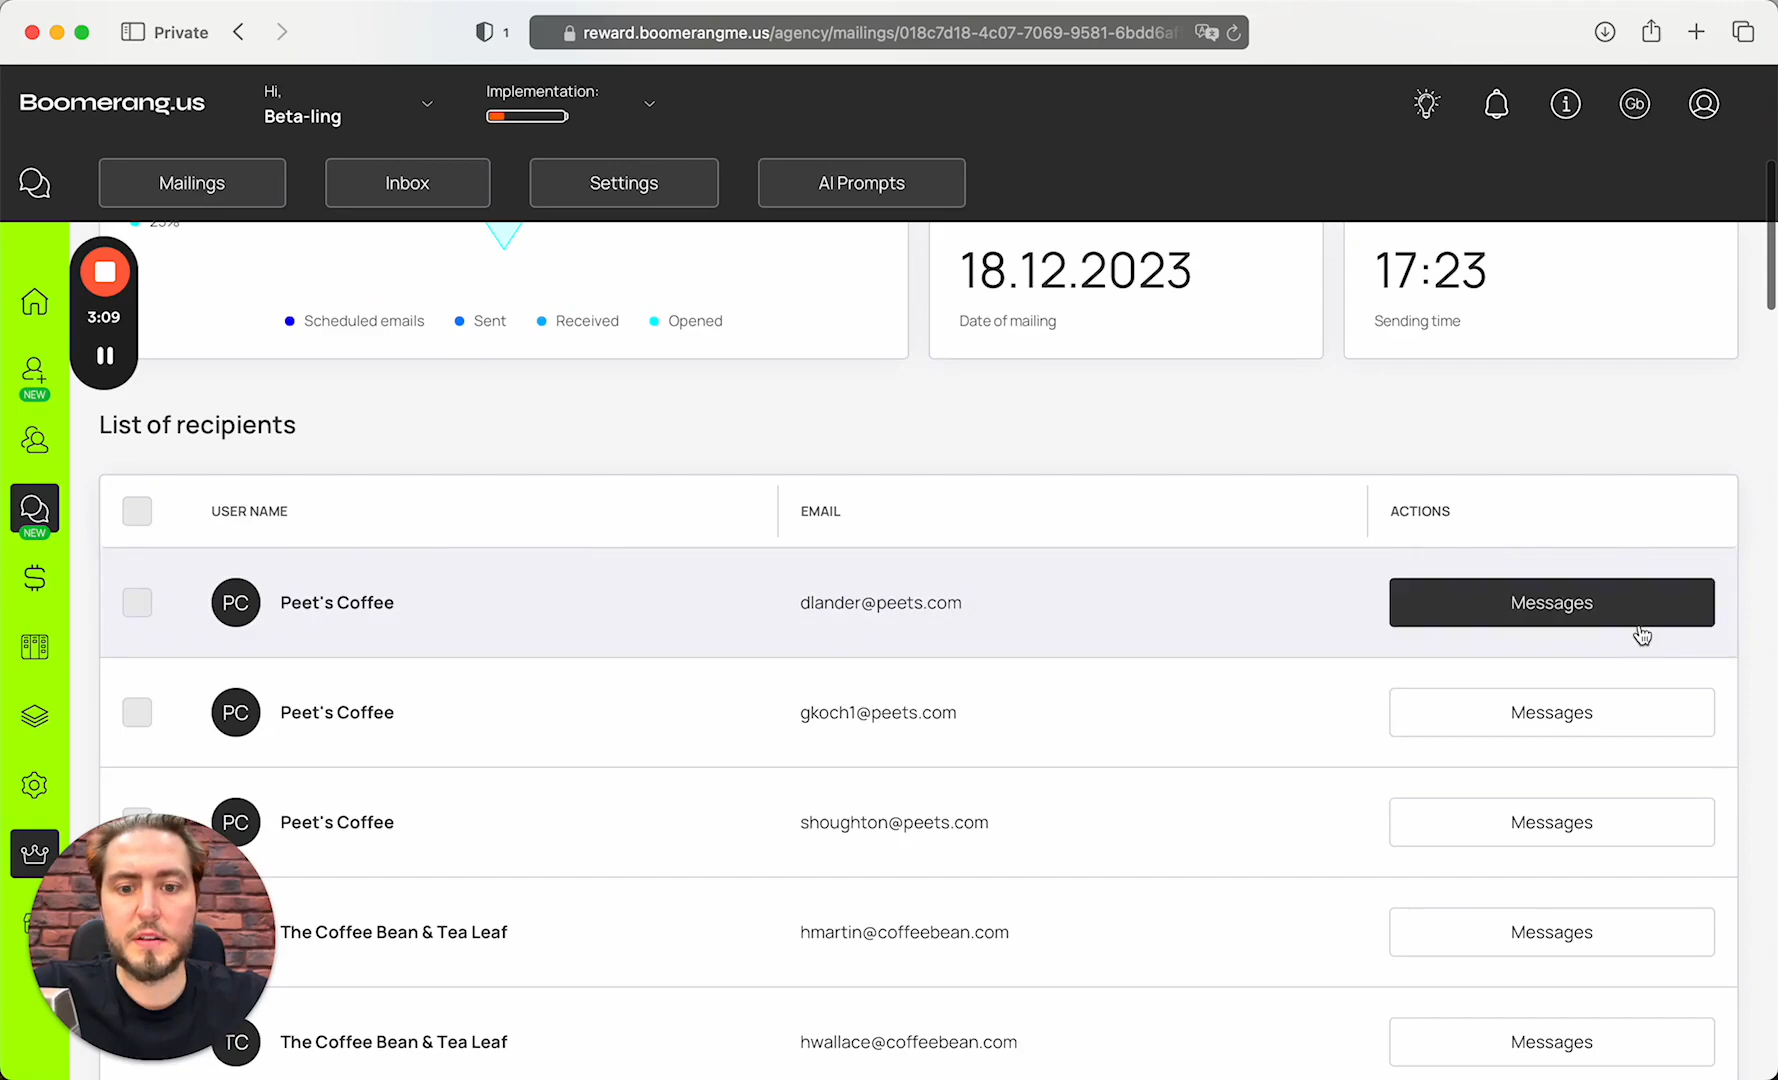 Private
1
reward.boomerangme.us/agency/mailings/018c7d18-4c07-7069-9581-6bdd6af
Boomerang.us
Hi,
Beta-ling
Implementation:
Gb
Mailings
Inbox
Settings
AI Prompts
25%
18.12.2023
17:23
Scheduled emails
Sent
Received
Opened
Date of mailing
Sending time
3:09
NEW
NEW
List of recipients
USER NAME
EMAIL
ACTIONS
PC
Peet's Coffee
dlander@peets.com
Messages
PC
Peet's Coffee
gkoch1@peets.com
Messages
PC
Peet's Coffee
shoughton@peets.com
Messages
The Coffee Bean & Tea Leaf
hmartin@coffeebean.com
Messages
TC
The Coffee Bean & Tea Leaf
hwallace@coffeebean.com
Messages